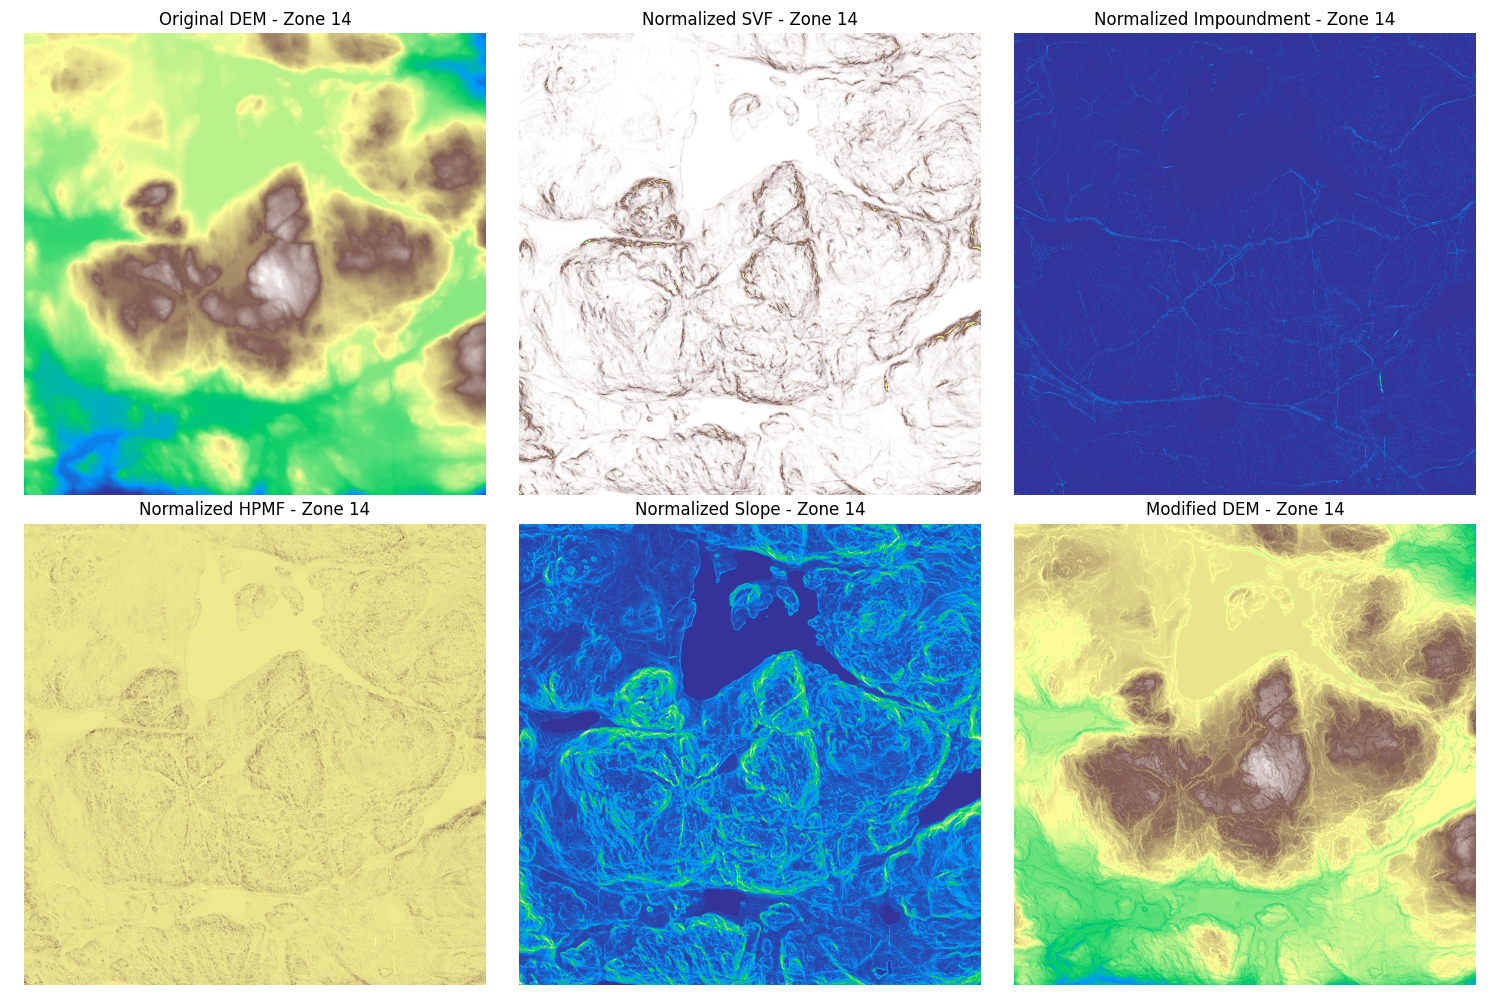 Original DEM - Zone 14
Normalized SVF - Zone 14
Normalized Impoundment - Zone 14
Normalized HPMF - Zone 14
Normalized Slope - Zone 14
Modified DEM - Zone 14